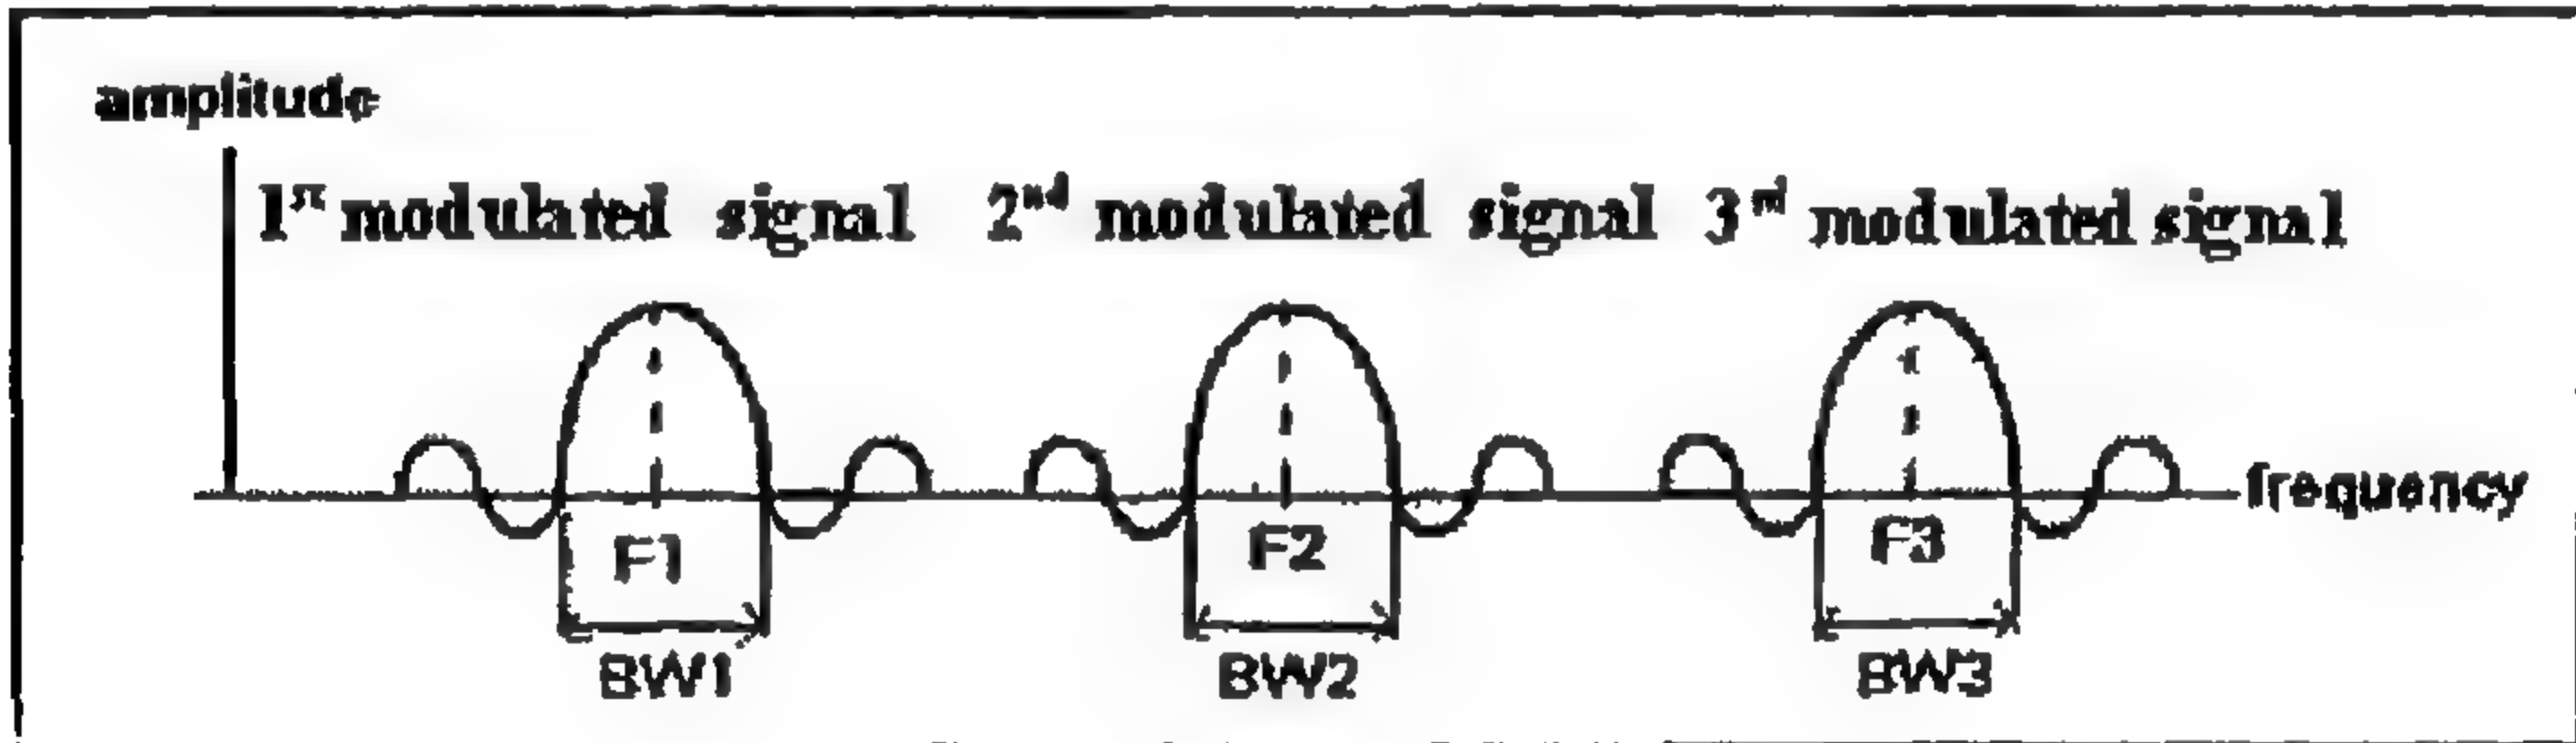 amplitude
1st modulated signal 2nd modulated signal 3rd modulated signal
frequency
F1 F2 F3
BW1 BW2 BW3